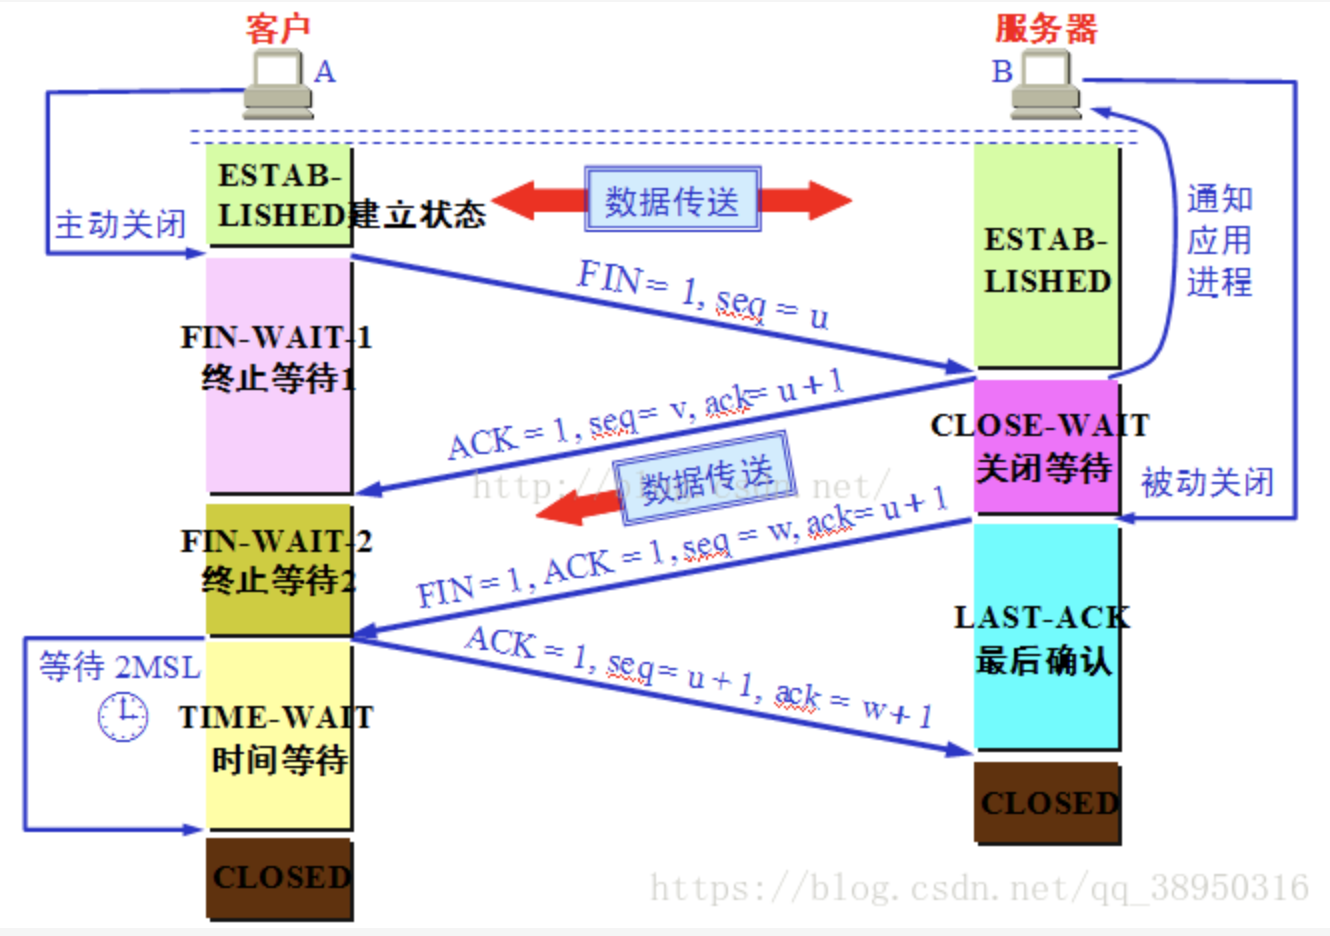 客户
服务器
A
B
ESTAB-
LISHED建立状态
数据传送
主动关闭
通知
应用
进程
ESTAB-
LISHED
FIN = 1, seq = u
FIN-WAIT-1
终止等待1
ACK = 1, seq= v, ack= u + 1
CLOSE-WAIT
关闭等待
数据传送
被动关闭
FIN-WAIT-2
终止等待2
FIN = 1, ACK = 1, seq = w, ack= u + 1
ACK = 1, seq= u + 1, ack = w + 1
LAST-ACK
最后确认
等待 2MSL
TIME-WAIT
时间等待
CLOSED
CLOSED
https://blog.csdn.net/qq_38950316